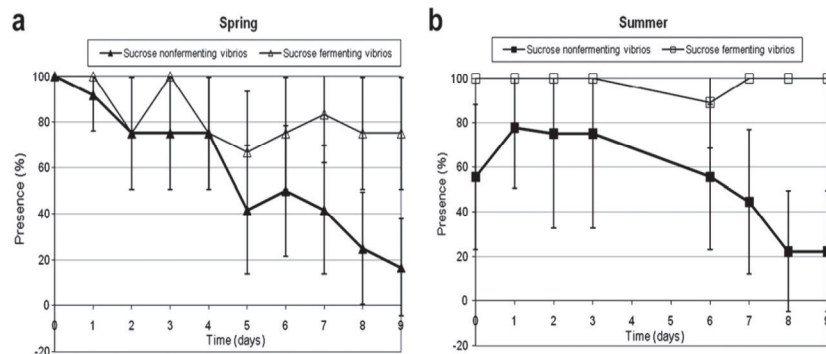 a
Spring
Sucrose nonfermenting vibrios
Sucrose fermenting vibrios
Presence (%)
100
80
60
40
20
0
-20
0 1 2 3 4 5 6 7 8 9
Time (days)
b
Summer
Sucrose nonfermenting vibrios
Sucrose fermenting vibrios
Presence (%)
100
80
60
40
20
0
-20
0 1 2 3 4 5 6 7 8 9
Time (days)